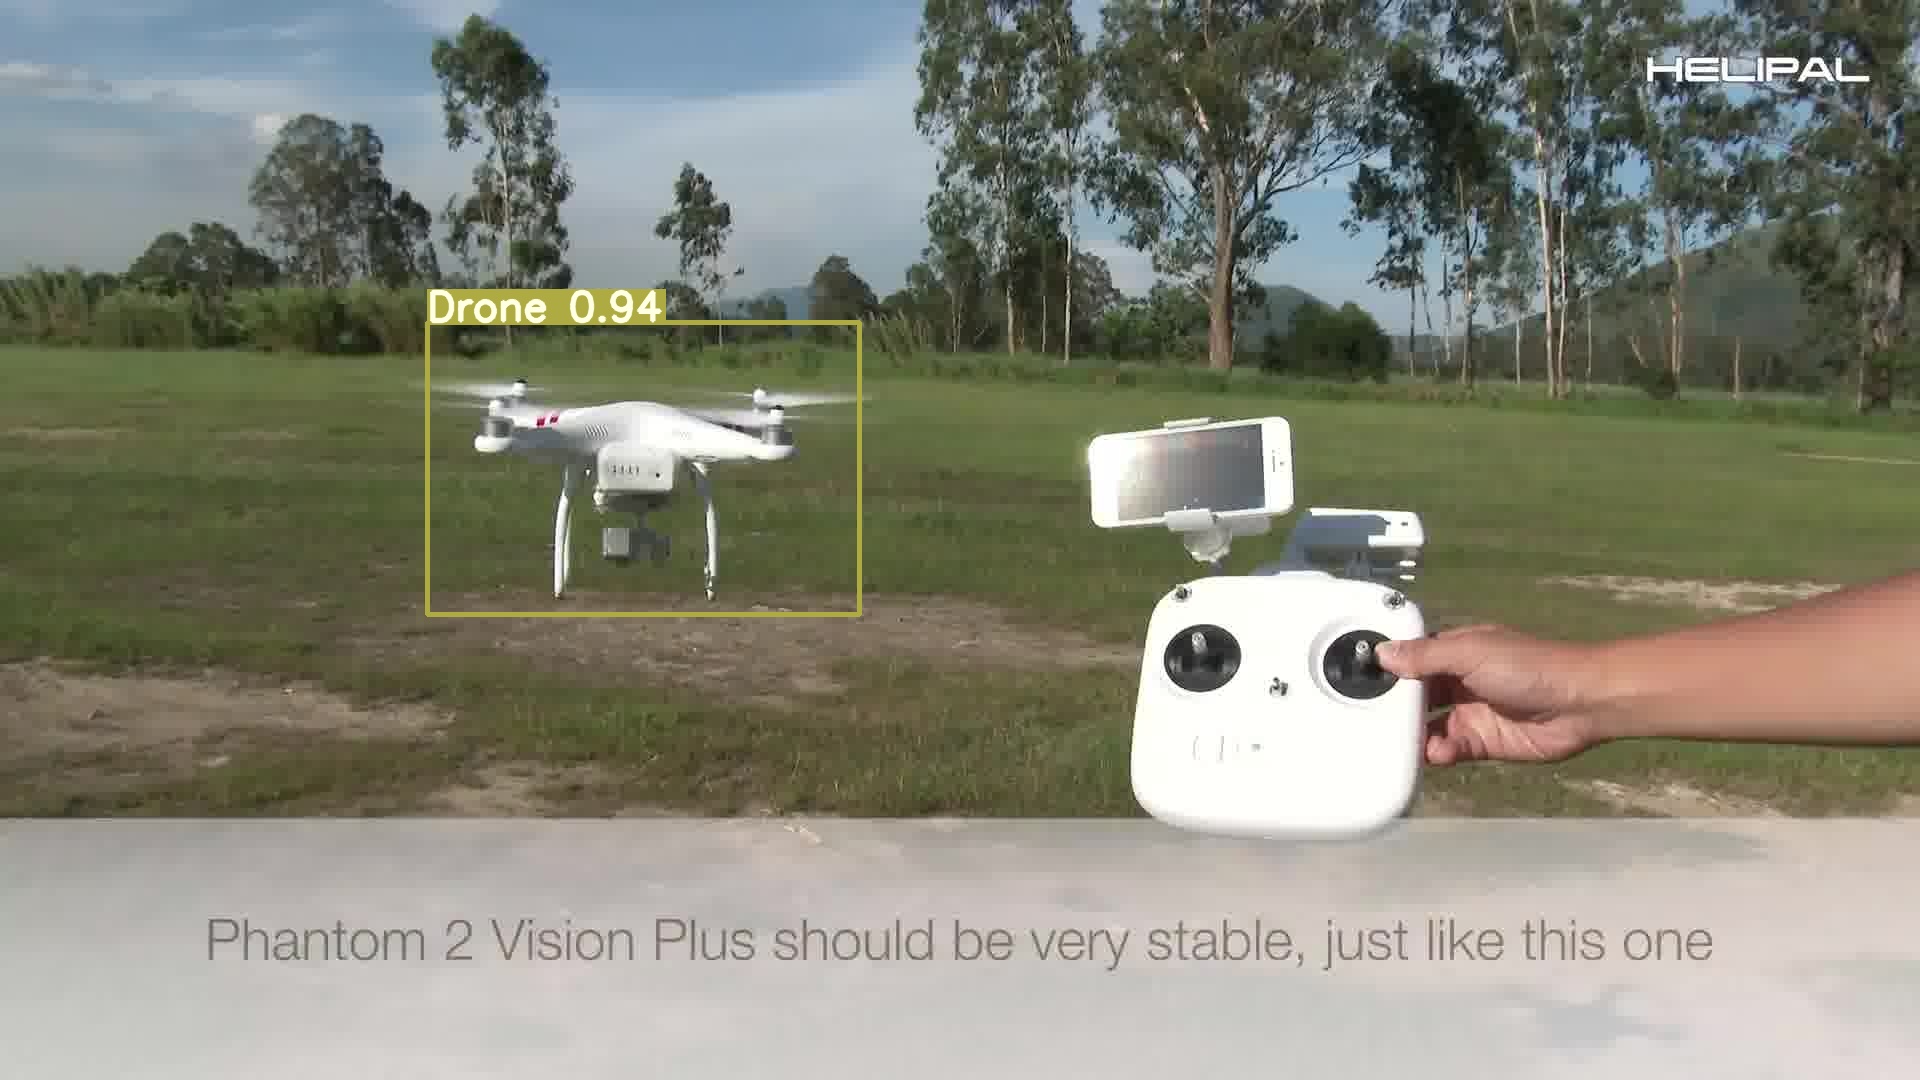 HELIPAL
Drone 0.94
Phantom 2 Vision Plus should be very stable, just like this one